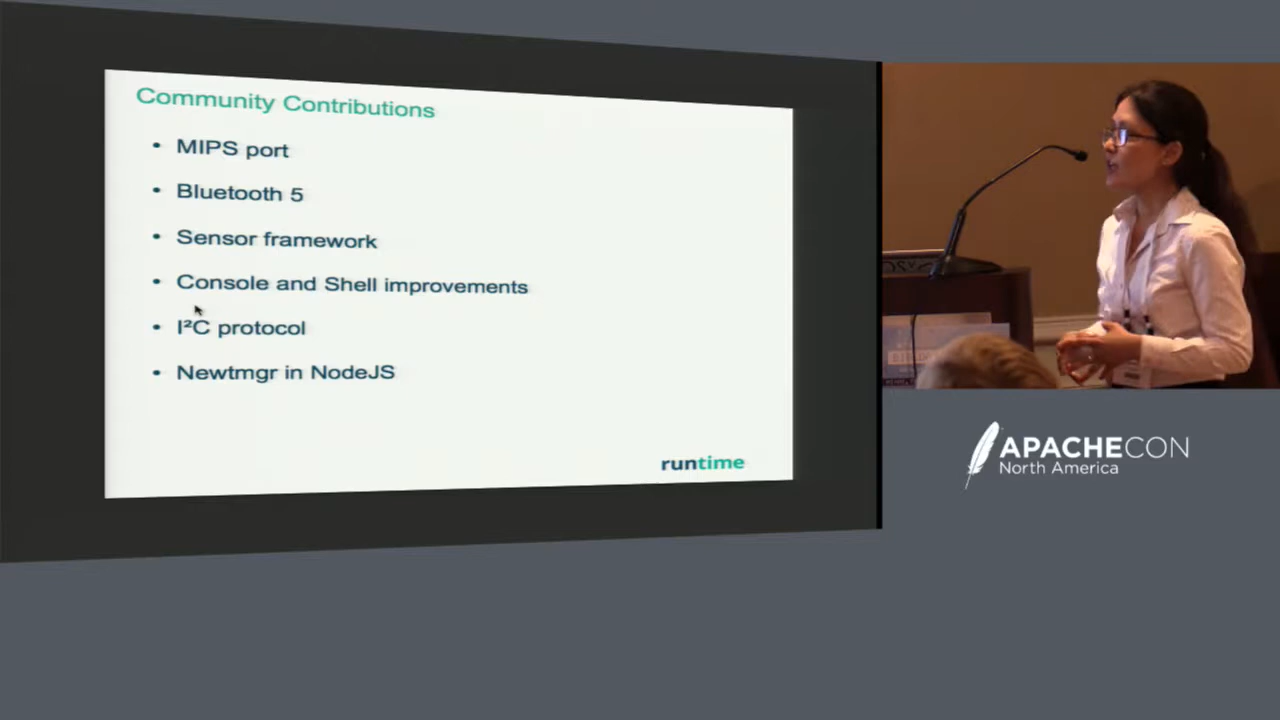 Community Contributions
• MIPS port
• Bluetooth 5
• Sensor framework
• Console and Shell improvements
• I²C protocol
• Newtmgr in NodeJS
runtime
APACHECON
North America